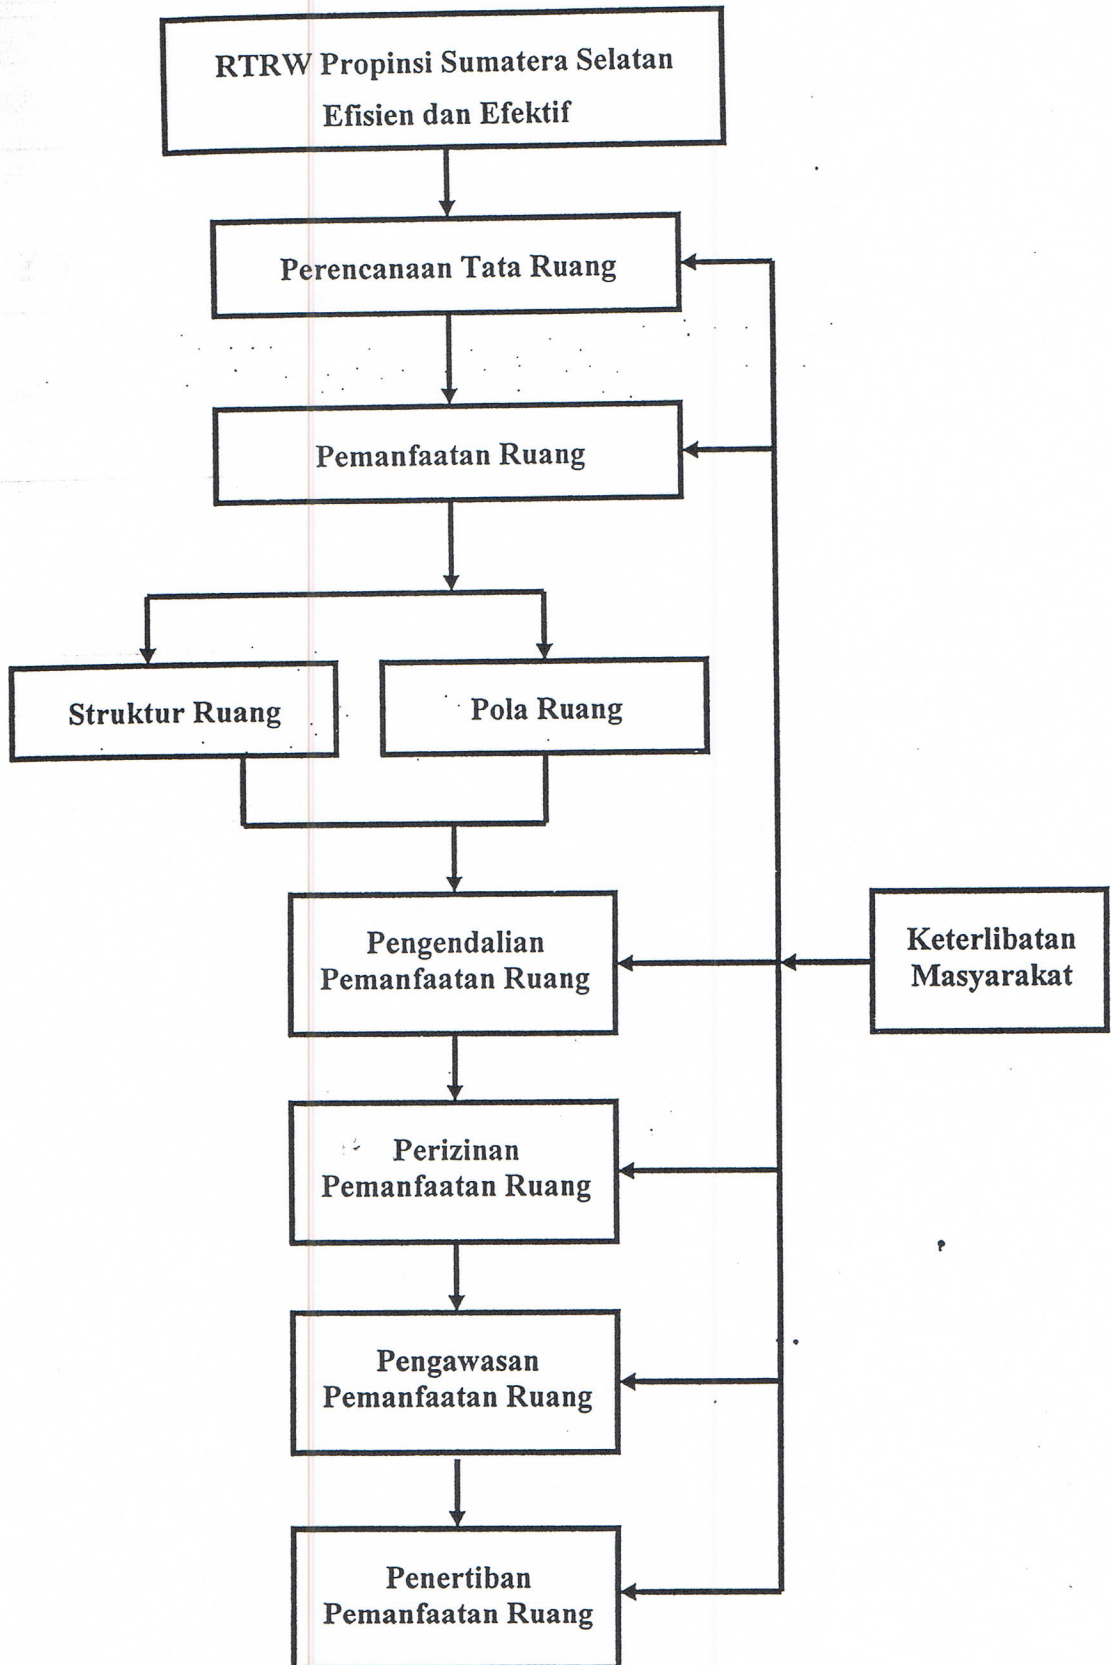 RTRW Propinsi Sumatera Selatan
Efisien dan Efektif
Perencanaan Tata Ruang
Pemanfaatan Ruang
Struktur Ruang
Pola Ruang
Pengendalian
Pemanfaatan Ruang
Keterlibatan
Masyarakat
Perizinan
Pemanfaatan Ruang
Pengawasan
Pemanfaatan Ruang
Penertiban
Pemanfaatan Ruang